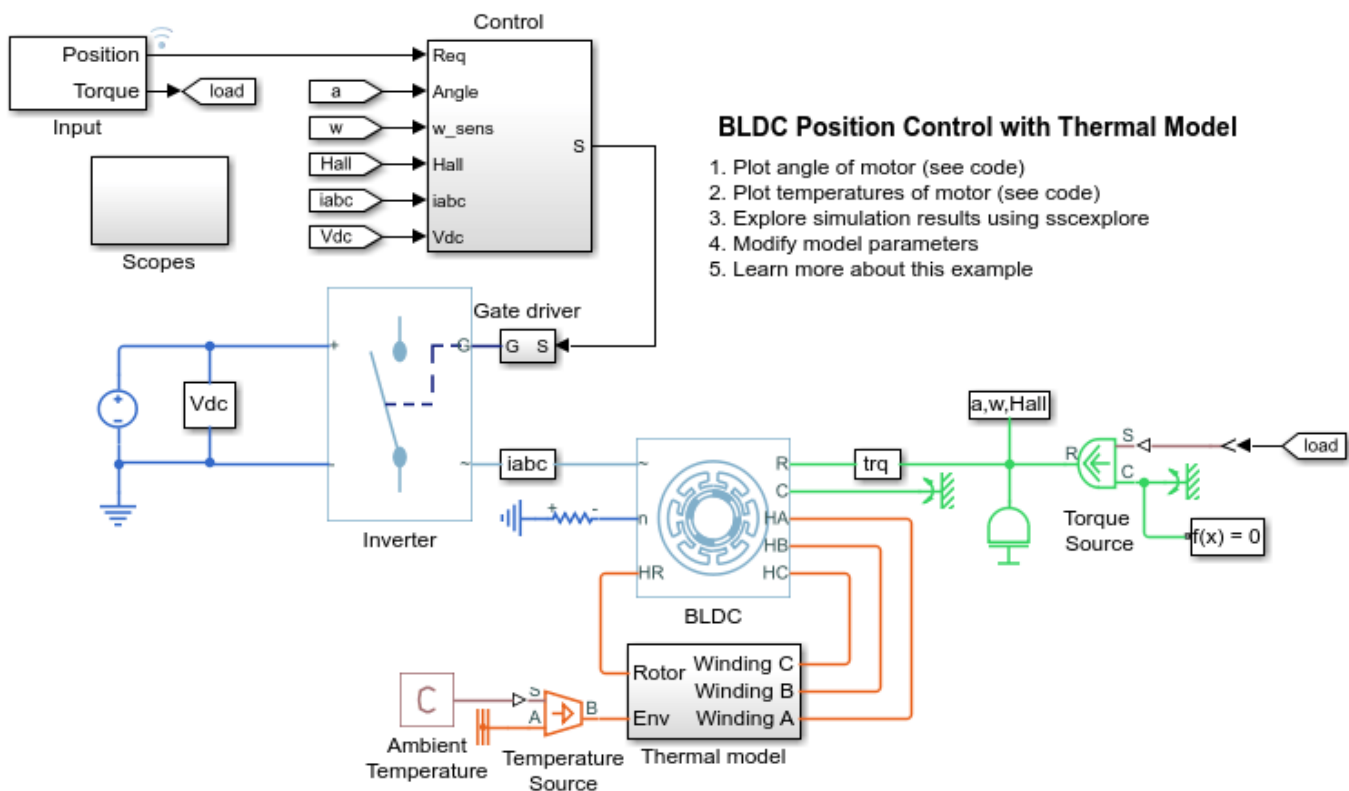 Control
Position
Torque
load
Input
Scopes
a
w
Hall
iabc
Vdc
Req
Angle
w_sens
Hall
iabc
Vdc
S
BLDC Position Control with Thermal Model
1. Plot angle of motor (see code)
2. Plot temperatures of motor (see code)
3. Explore simulation results using sscexplore
4. Modify model parameters
5. Learn more about this example
Gate driver
G S
+
-
G
~
Vdc
+
-
Inverter
iabc
+ -
~
n
HR
R
C
HA
HB
HC
BLDC
trq
a,w,Hall
R
S
C
load
Torque
Source
f(x) = 0
Rotor
Env
Winding C
Winding B
Winding A
Thermal model
C
Ambient
Temperature
S
A
B
Temperature
Source